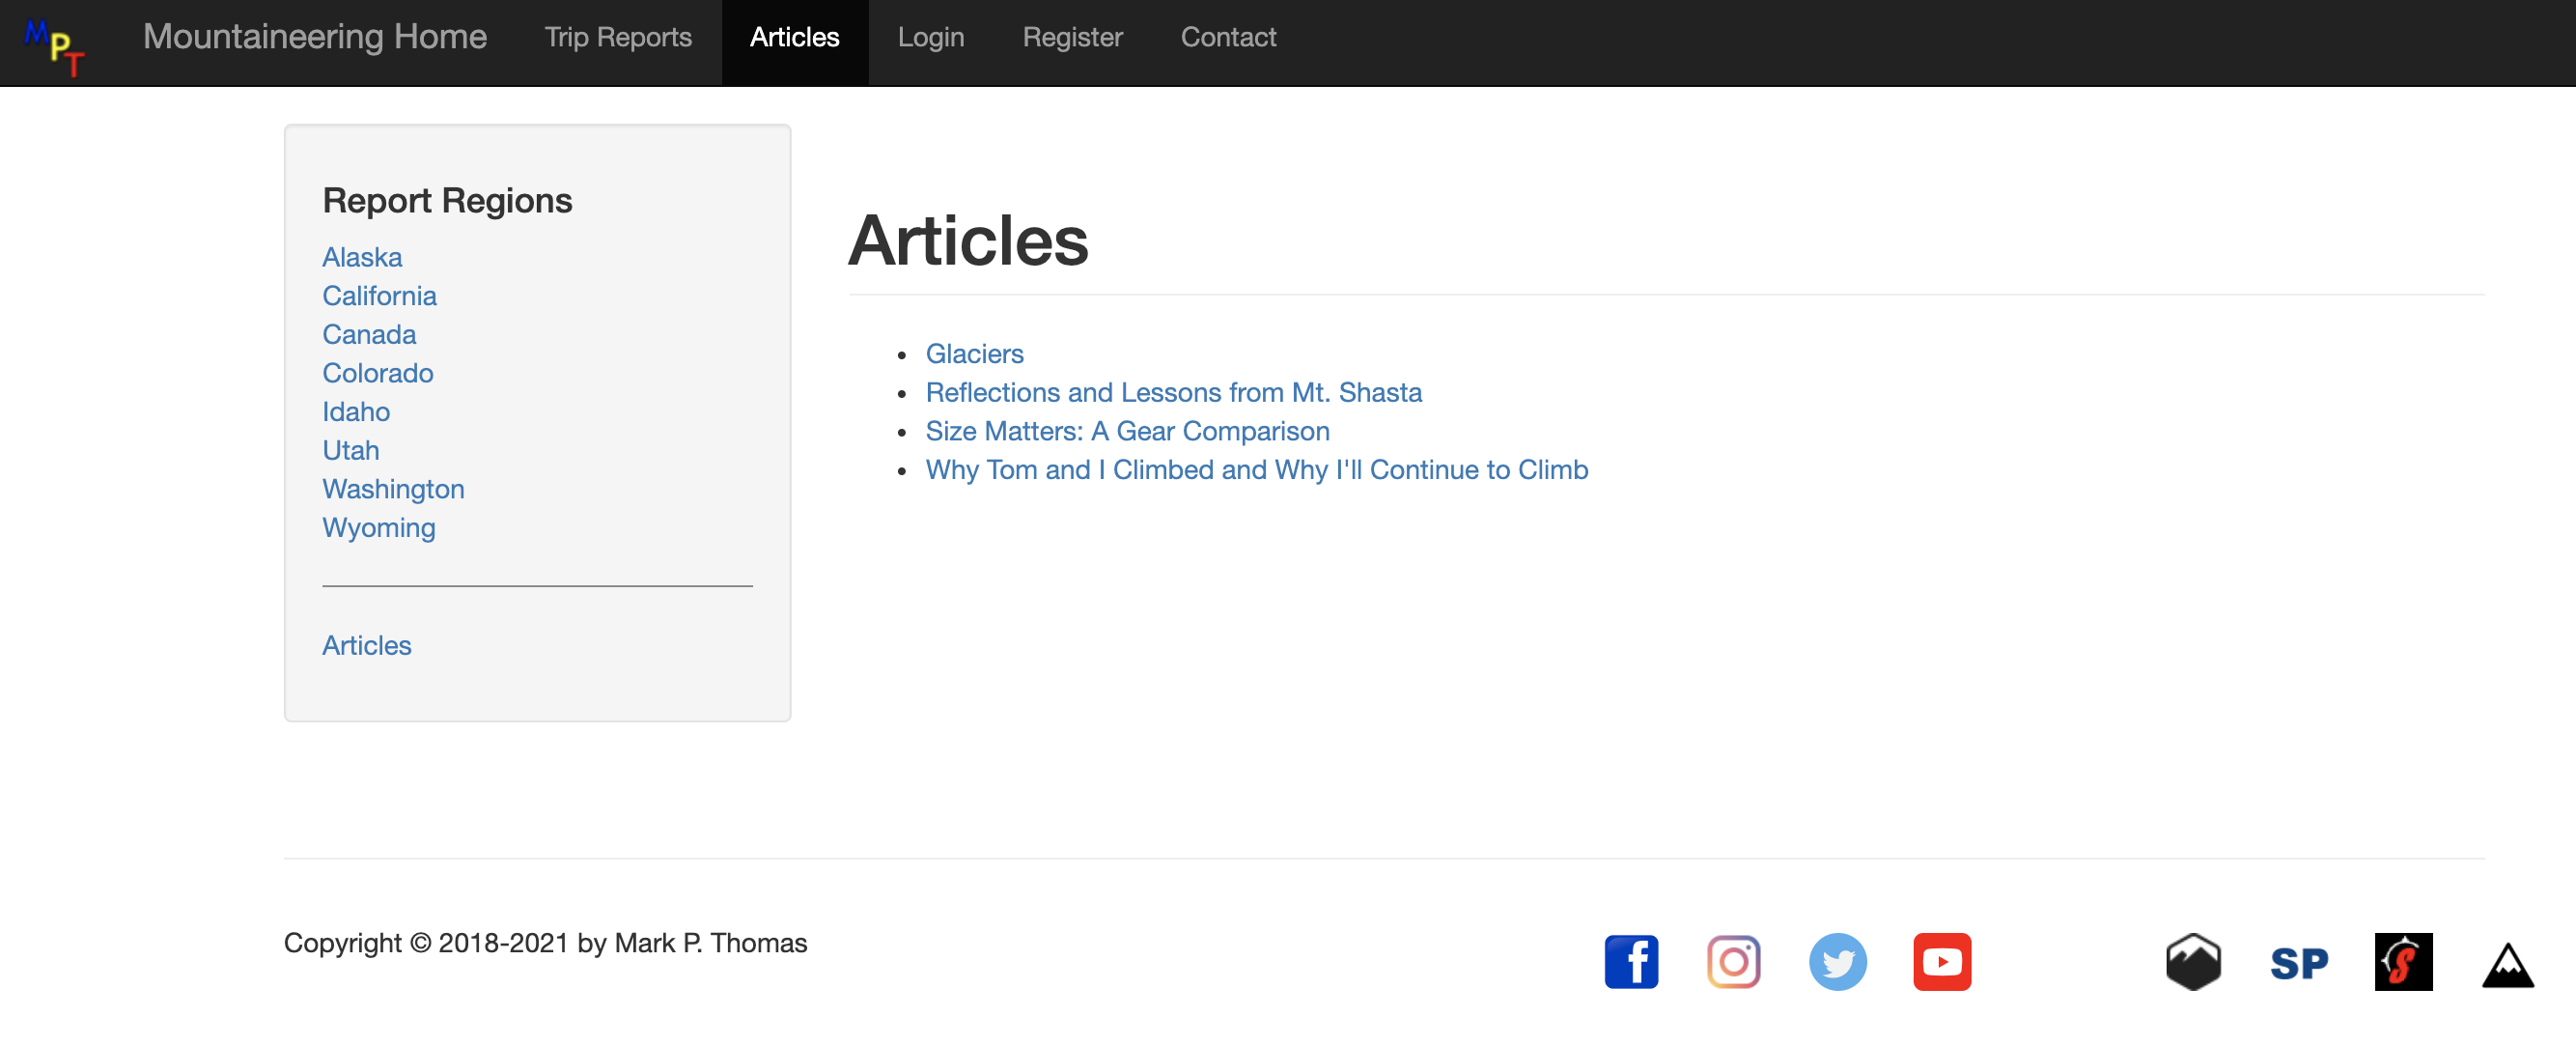 MPT
Mountaineering Home Trip Reports Articles Login Register Contact
Report Regions
Alaska
California
Canada
Colorado
Idaho
Utah
Washington
Wyoming
Articles
Articles
Glaciers
Reflections and Lessons from Mt. Shasta
Size Matters: A Gear Comparison
Why Tom and I Climbed and Why I'll Continue to Climb
Copyright © 2018-2021 by Mark P. Thomas
f
SP
S